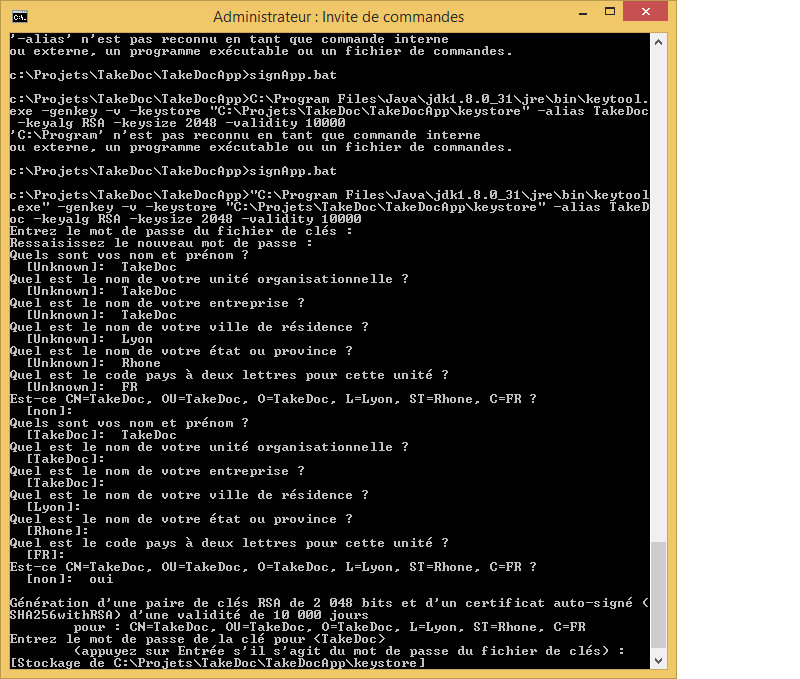 Administrateur : Invite de commandes
'-alias' n'est pas reconnu en tant que commande interne
ou externe, un programme exécutable ou un fichier de commandes.
c:\Projets\TakeDoc\TakeDocApp>signApp.bat
c:\Projets\TakeDoc\TakeDocApp>C:\Program Files\Java\jdk1.8.0_31\jre\bin\keytool.
exe -genkey -v -keystore "C:\Projets\TakeDoc\TakeDocApp\keystore" -alias TakeDoc
-keyalg RSA -keysize 2048 -validity 10000
'C:\Program' n'est pas reconnu en tant que commande interne
ou externe, un programme exécutable ou un fichier de commandes.
c:\Projets\TakeDoc\TakeDocApp>signApp.bat
c:\Projets\TakeDoc\TakeDocApp>"C:\Program Files\Java\jdk1.8.0_31\jre\bin\keytool
.exe" -genkey -v -keystore "C:\Projets\TakeDoc\TakeDocApp\keystore" -alias TakeD
oc -keyalg RSA -keysize 2048 -validity 10000
Entrez le mot de passe du fichier de clés :
Ressaisissez le nouveau mot de passe :
Quels sont vos nom et prénom ?
[Unknown]: TakeDoc
Quel est le nom de votre unité organisationnelle ?
[Unknown]: TakeDoc
Quel est le nom de votre entreprise ?
[Unknown]: TakeDoc
Quel est le nom de votre ville de résidence ?
[Unknown]: Lyon
Quel est le nom de votre état ou province ?
[Unknown]: Rhone
Quel est le code pays à deux lettres pour cette unité ?
[Unknown]: FR
Est-ce CN=TakeDoc, OU=TakeDoc, O=TakeDoc, L=Lyon, ST=Rhone, C=FR ?
[non]:
Quels sont vos nom et prénom ?
[TakeDoc]: TakeDoc
Quel est le nom de votre unité organisationnelle ?
[TakeDoc]:
Quel est le nom de votre entreprise ?
[TakeDoc]:
Quel est le nom de votre ville de résidence ?
[Lyon]:
Quel est le nom de votre état ou province ?
[Rhone]:
Quel est le code pays à deux lettres pour cette unité ?
[FR]:
Est-ce CN=TakeDoc, OU=TakeDoc, O=TakeDoc, L=Lyon, ST=Rhone, C=FR ?
[non]: oui
Génération d'une paire de clés RSA de 2 048 bits et d'un certificat auto-signé (
SHA256withRSA) d'une validité de 10 000 jours
pour : CN=TakeDoc, OU=TakeDoc, O=TakeDoc, L=Lyon, ST=Rhone, C=FR
Entrez le mot de passe de la clé pour <TakeDoc>
(appuyez sur Entrée s'il s'agit du mot de passe du fichier de clés) :
[Stockage de C:\Projets\TakeDoc\TakeDocApp\keystore]